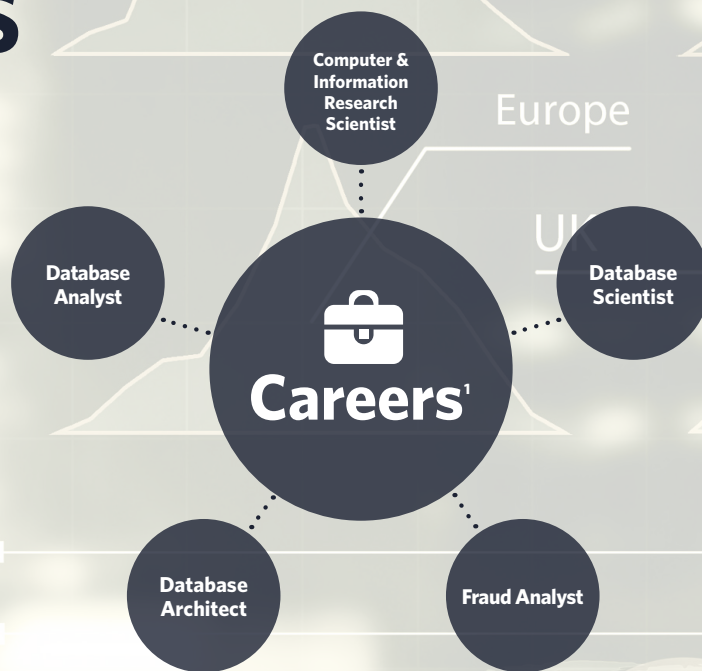 S
Computer &
Information
Research
Scientist
Europe
UK
Database
Analyst
Database
Scientist
Careers¹
Database
Architect
Fraud Analyst